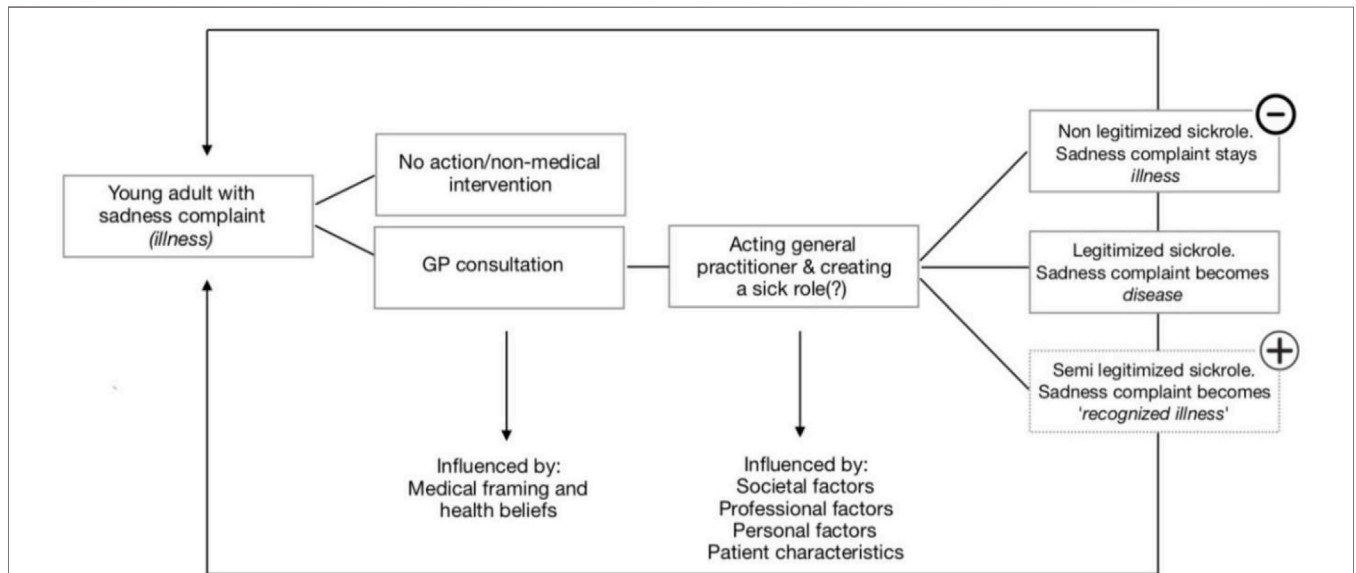 Young adult with
sadness complaint
(illness)
No action/non-medical
intervention
GP consultation
Acting general
practitioner & creating
a sick role(?)
Non legitimized sickrole.
Sadness complaint stays
illness
−
Legitimized sickrole.
Sadness complaint becomes
disease
Semi legitimized sickrole.
Sadness complaint becomes
'recognized illness'
+
Influenced by:
Medical framing and
health beliefs
Influenced by:
Societal factors
Professional factors
Personal factors
Patient characteristics